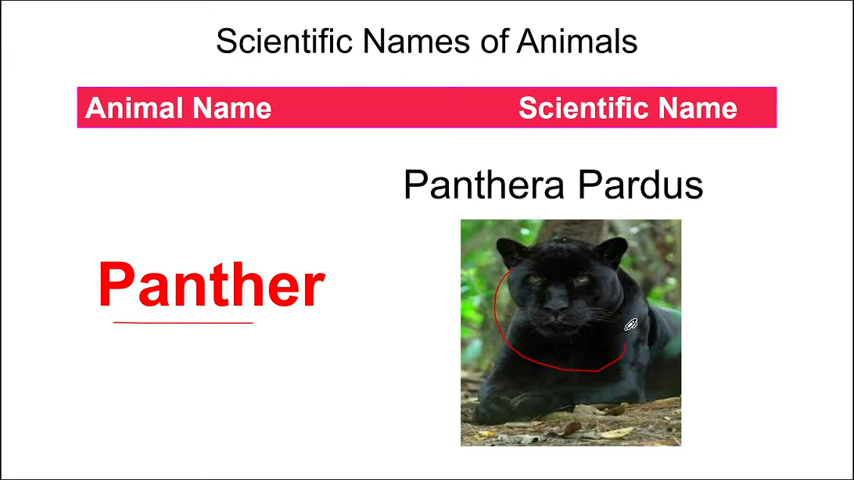 Scientific Names of Animals
Animal Name Scientific Name
Panthera Pardus
Panther